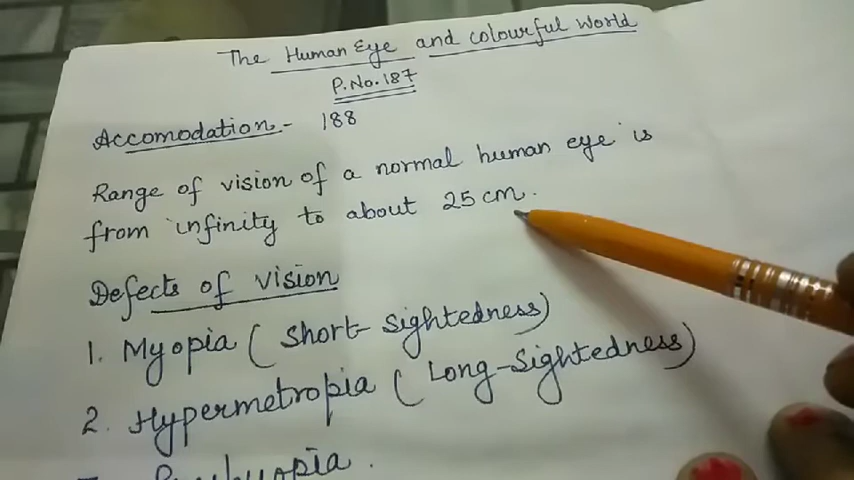 The Human Eye and colourful World
P.No.187
Accomodation- 188
Range of vision of a normal human eye is
from infinity to about 25 cm.
Defects of vision
1. Myopia (Short-Sightedness)
2. Hypermetropia (Long-Sightedness)